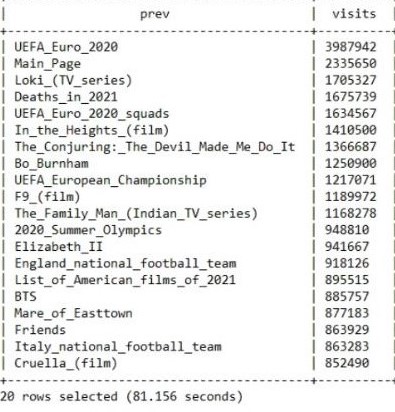 prev | visits
UEFA_Euro_2020 | 3987942
Main_Page | 2335650
Loki_(TV_series) | 1705327
Deaths_in_2021 | 1675739
UEFA_Euro_2020_squads | 1634567
In_the_Heights_(film) | 1410500
The_Conjuring:_The_Devil_Made_Me_Do_It | 1366687
Bo_Burnham | 1250900
UEFA_European_Championship | 1217071
F9_(film) | 1189972
The_Family_Man_(Indian_TV_series) | 1168278
2020_Summer_Olympics | 948810
Elizabeth_II | 941667
England_national_football_team | 918126
List_of_American_films_of_2021 | 895515
BTS | 885757
Mare_of_Easttown | 877183
Friends | 863929
Italy_national_football_team | 863283
Cruella_(film) | 852490
20 rows selected (81.156 seconds)